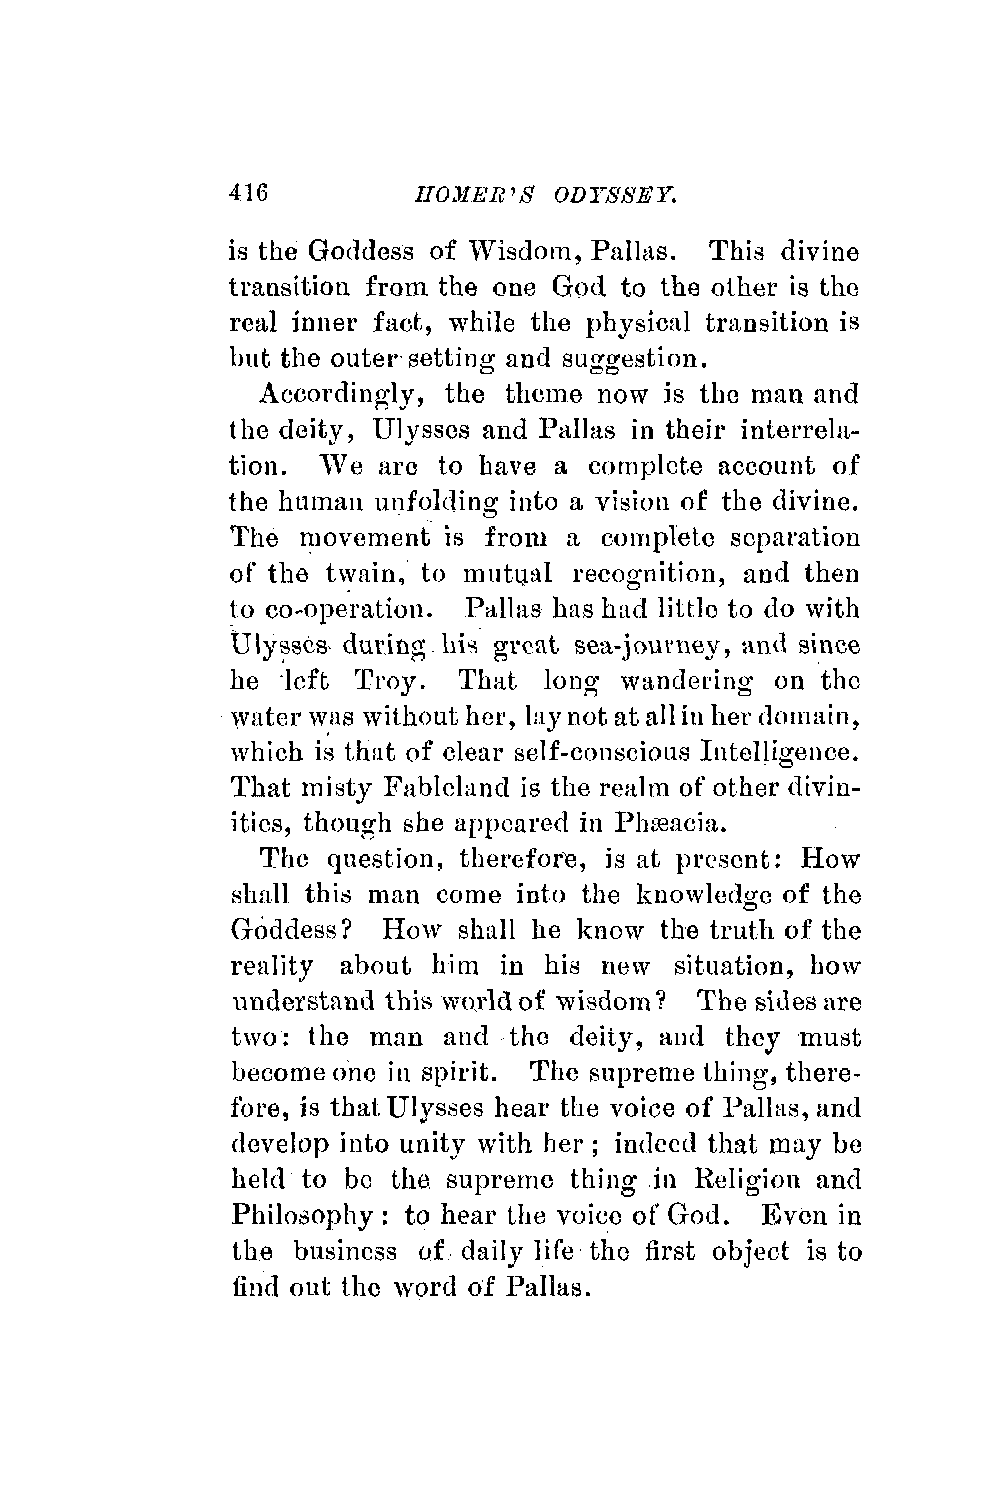 416 HOMER'S ODYSSEY.
is the Goddess of Wisdom, Pallas. This divine
transition from the one God to the other is the
real inner fact, while the physical transition is
but the outer setting and suggestion.
Accordingly, the theme now is the man and
the deity, Ulysses and Pallas in their interrela-
tion. We are to have a complete account of
the human unfolding into a vision of the divine.
The movement is from a complete separation
of the twain, to mutual recognition, and then
to co-operation. Pallas has had little to do with
Ulysses during his great sea-journey, and since
he left Troy. That long wandering on the
water was without her, lay not at all in her domain,
which is that of clear self-conscious Intelligence.
That misty Fableland is the realm of other divin-
ities, though she appeared in Phæacia.
The question, therefore, is at present: How
shall this man come into the knowledge of the
Goddess? How shall he know the truth of the
reality about him in his new situation, how
understand this world of wisdom? The sides are
two: the man and the deity, and they must
become one in spirit. The supreme thing, there-
fore, is that Ulysses hear the voice of Pallas, and
develop into unity with her; indeed that may be
held to be the supreme thing in Religion and
Philosophy: to hear the voice of God. Even in
the business of daily life the first object is to
find out the word of Pallas.